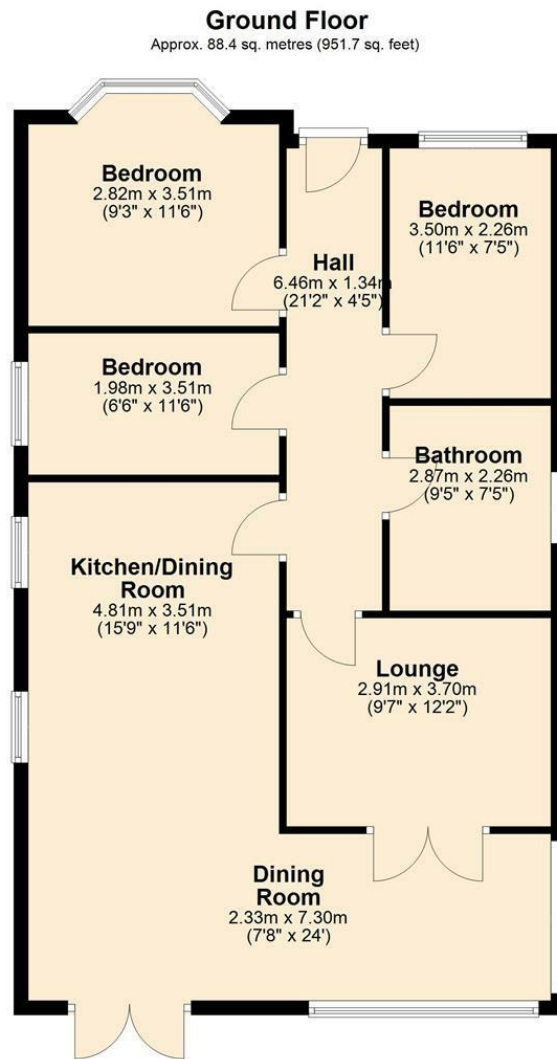 Ground Floor
Approx. 88.4 sq. metres (951.7 sq. feet)
Bedroom
2.82m x 3.51m
(9'3" x 11'6")
Bedroom
3.50m x 2.26m
(11'6" x 7'5")
Hall
6.46m x 1.34m
(21'2" x 4'5")
Bedroom
1.98m x 3.51m
(6'6" x 11'6")
Bathroom
2.87m x 2.26m
(9'5" x 7'5")
Kitchen/Dining
Room
4.81m x 3.51m
(15'9" x 11'6")
Lounge
2.91m x 3.70m
(9'7" x 12'2")
Dining
Room
2.33m x 7.30m
(7'8" x 24')